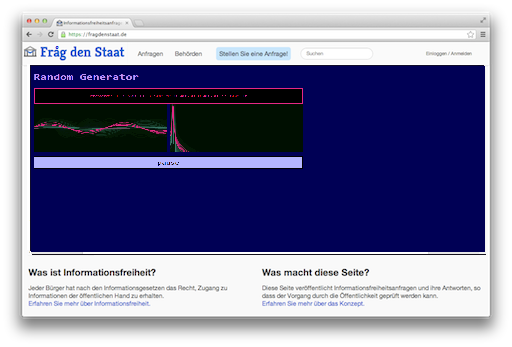 Informationsfreiheitsanfragen
https://fragdenstaat.de
Fråg den Staat
Anfragen
Behörden
Stellen Sie eine Anfrage!
Suchen
Einloggen / Anmelden
Random Generator
pause
Was ist Informationsfreiheit?
Jeder Bürger hat nach den Informationsgesetzen das Recht, Zugang zu
Informationen der öffentlichen Hand zu erhalten.
Erfahren Sie mehr über Informationsfreiheit.
Was macht diese Seite?
Diese Seite veröffentlicht Informationsfreiheitsanfragen und ihre Antworten, so
dass der Vorgang durch die Öffentlichkeit geprüft werden kann.
Erfahren Sie mehr über das Konzept.